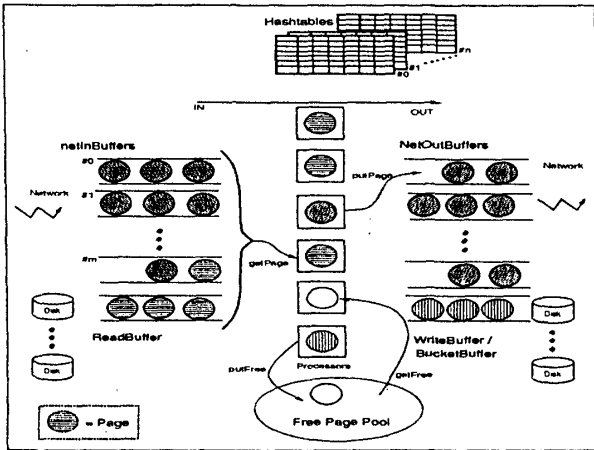 Hashtables
#n
#1
#0
IN
OUT
netInBuffers
NetOutBuffers
#0
putPage
Network
Network
#1
#m
getPage
Disk
Disk
ReadBuffer
WriteBuffer /
BucketBuffer
Disk
Disk
Processors
putFree
getFree
= Page
Free Page Pool